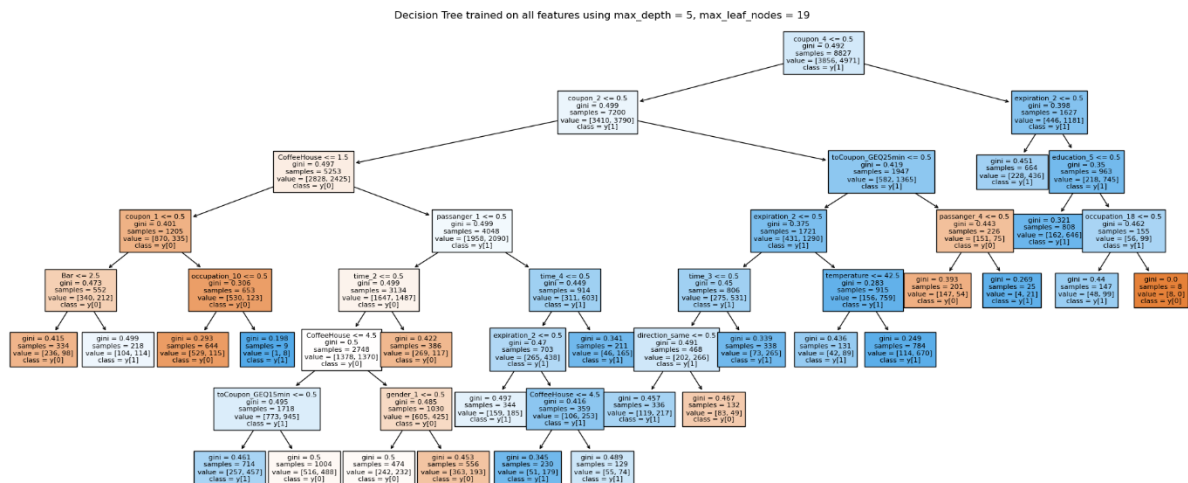 Decision Tree trained on all features using max_depth = 5, max_leaf_nodes = 19
coupon_4 <= 0.5
gini = 0.492
samples = 8827
value = [3856, 4971]
class = y[1]
coupon_2 <= 0.5
gini = 0.499
samples = 7200
value = [3410, 3790]
class = y[1]
expiration_2 <= 0.5
gini = 0.398
samples = 1627
value = [446, 1181]
class = y[1]
CoffeeHouse <= 1.5
gini = 0.497
samples = 5253
value = [2828, 2425]
class = y[0]
toCoupon_GEQ25min <= 0.5
gini = 0.419
samples = 1947
value = [582, 1365]
class = y[1]
gini = 0.451
samples = 664
value = [228, 436]
class = y[1]
education_5 <= 0.5
gini = 0.35
samples = 963
value = [218, 745]
class = y[1]
coupon_1 <= 0.5
gini = 0.401
samples = 1205
value = [870, 335]
class = y[0]
passanger_1 <= 0.5
gini = 0.499
samples = 4048
value = [1958, 2090]
class = y[1]
expiration_2 <= 0.5
gini = 0.375
samples = 1721
value = [431, 1290]
class = y[1]
passanger_4 <= 0.5
gini = 0.443
samples = 226
value = [151, 75]
class = y[0]
gini = 0.321
samples = 808
value = [162, 646]
class = y[1]
occupation_18 <= 0.5
gini = 0.462
samples = 155
value = [56, 99]
class = y[1]
Bar <= 2.5
gini = 0.473
samples = 552
value = [340, 212]
class = y[0]
occupation_10 <= 0.5
gini = 0.306
samples = 653
value = [530, 123]
class = y[0]
time_2 <= 0.5
gini = 0.499
samples = 3134
value = [1647, 1487]
class = y[0]
time_4 <= 0.5
gini = 0.449
samples = 914
value = [311, 603]
class = y[1]
time_3 <= 0.5
gini = 0.45
samples = 806
value = [275, 531]
class = y[1]
temperature <= 42.5
gini = 0.283
samples = 915
value = [156, 759]
class = y[1]
gini = 0.393
samples = 201
value = [147, 54]
class = y[0]
gini = 0.269
samples = 25
value = [4, 21]
class = y[1]
gini = 0.44
samples = 147
value = [48, 99]
class = y[1]
gini = 0.0
samples = 8
value = [8, 0]
class = y[0]
gini = 0.415
samples = 334
value = [236, 98]
class = y[0]
gini = 0.499
samples = 218
value = [104, 114]
class = y[1]
gini = 0.293
samples = 644
value = [529, 115]
class = y[0]
gini = 0.198
samples = 9
value = [1, 8]
class = y[1]
CoffeeHouse <= 4.5
gini = 0.5
samples = 2748
value = [1378, 1370]
class = y[0]
gini = 0.422
samples = 386
value = [269, 117]
class = y[0]
expiration_2 <= 0.5
gini = 0.47
samples = 703
value = [265, 438]
class = y[1]
gini = 0.341
samples = 211
value = [46, 165]
class = y[1]
direction_same <= 0.5
gini = 0.491
samples = 468
value = [202, 266]
class = y[1]
gini = 0.339
samples = 338
value = [73, 265]
class = y[1]
gini = 0.436
samples = 131
value = [42, 89]
class = y[1]
gini = 0.249
samples = 784
value = [114, 670]
class = y[1]
toCoupon_GEQ15min <= 0.5
gini = 0.495
samples = 1718
value = [773, 945]
class = y[1]
gender_1 <= 0.5
gini = 0.485
samples = 1030
value = [605, 425]
class = y[0]
gini = 0.497
samples = 344
value = [159, 185]
class = y[1]
CoffeeHouse <= 4.5
gini = 0.416
samples = 359
value = [106, 253]
class = y[1]
gini = 0.457
samples = 336
value = [119, 217]
class = y[1]
gini = 0.467
samples = 132
value = [83, 49]
class = y[0]
gini = 0.461
samples = 714
value = [257, 457]
class = y[1]
gini = 0.5
samples = 1004
value = [516, 488]
class = y[0]
gini = 0.5
samples = 474
value = [242, 232]
class = y[0]
gini = 0.453
samples = 556
value = [363, 193]
class = y[0]
gini = 0.345
samples = 230
value = [51, 179]
class = y[1]
gini = 0.489
samples = 129
value = [55, 74]
class = y[1]